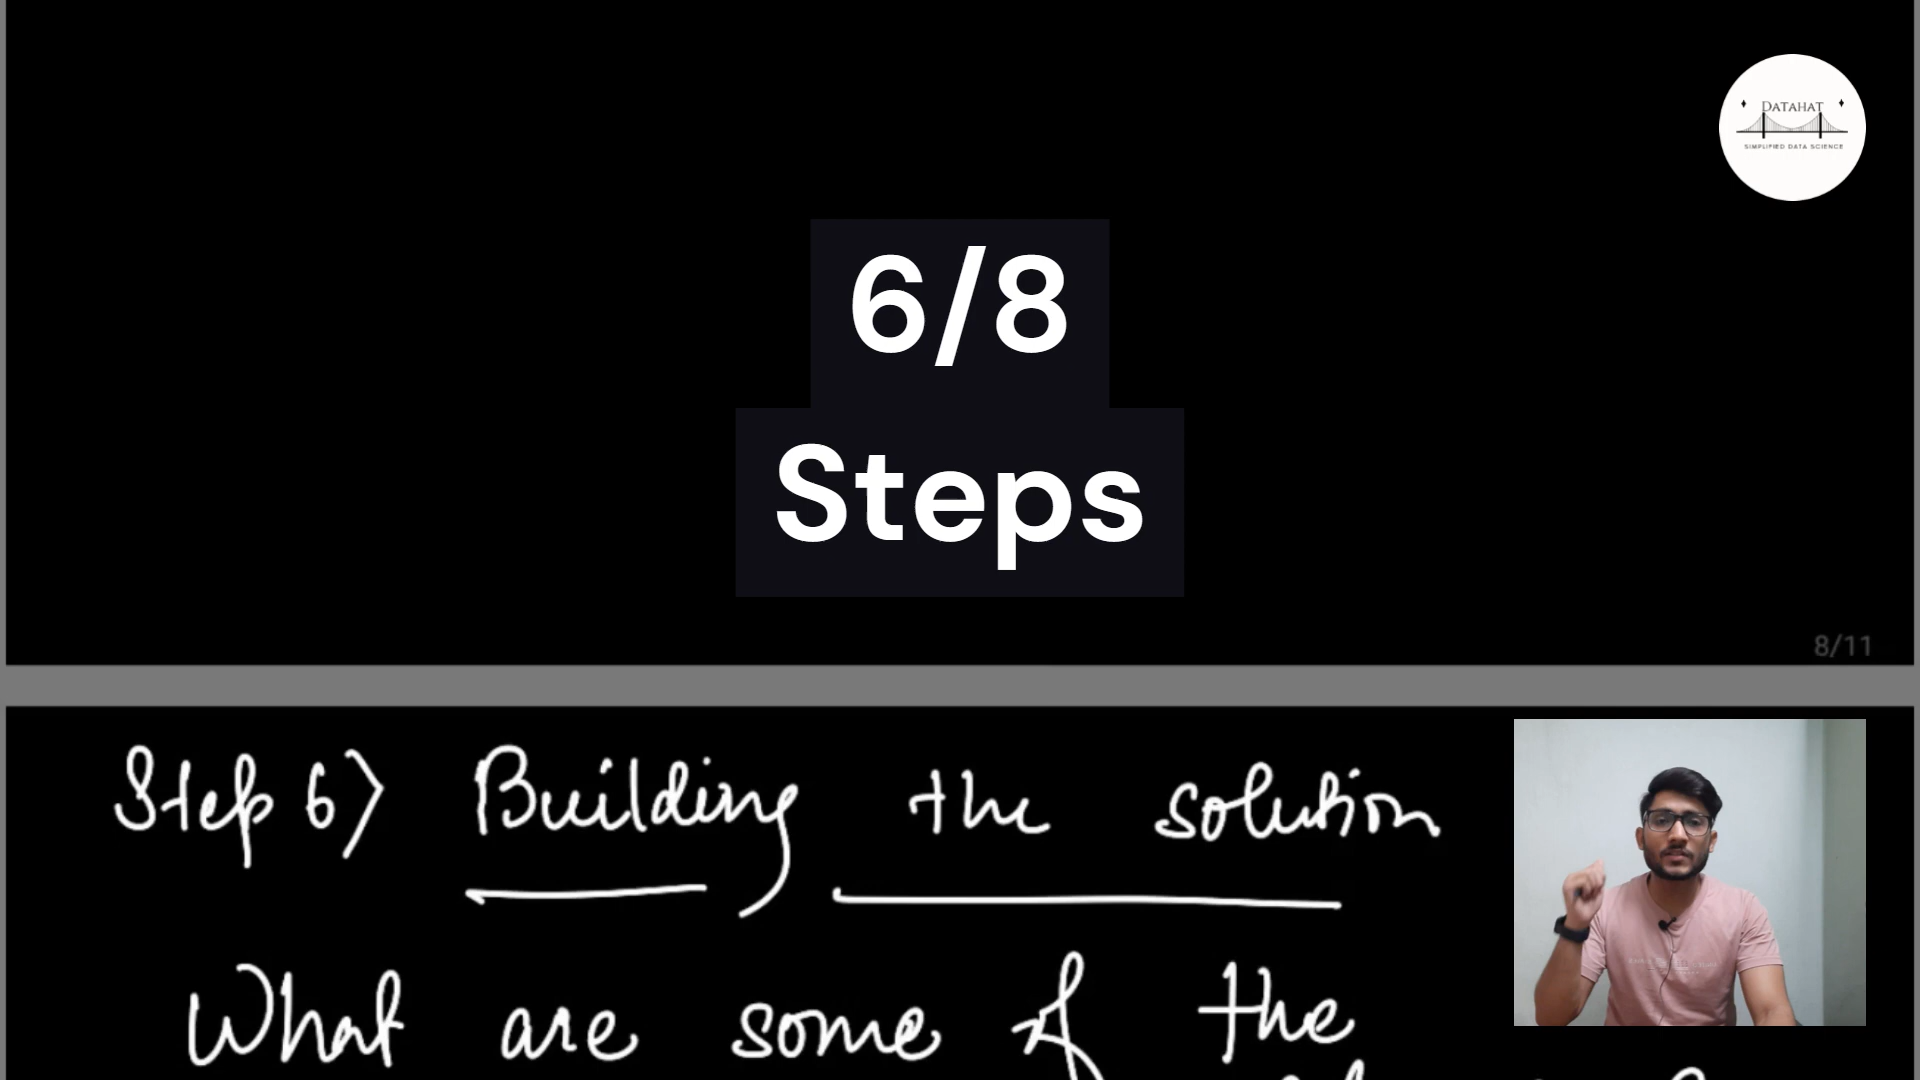 DATAHAT
SIMPLIFIED DATA SCIENCE
6/8
Steps
8/11
Step 6) Building the solution
What are some of the